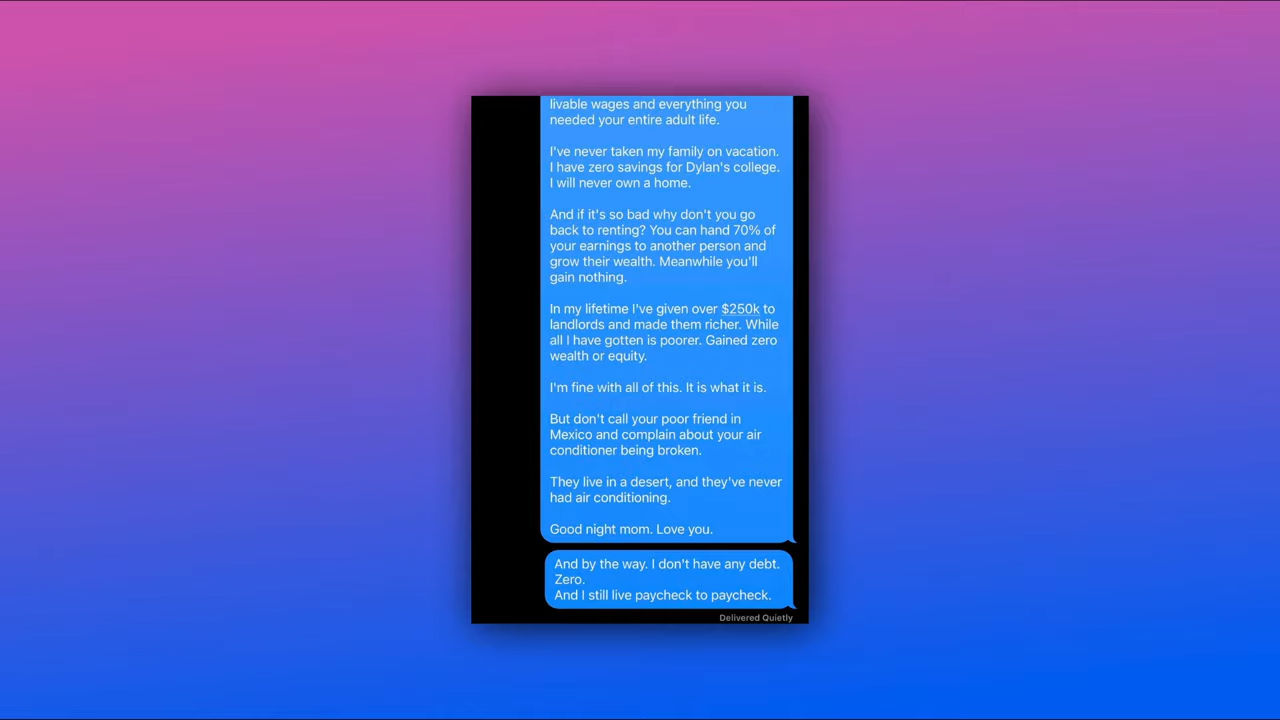 livable wages and everything you
needed your entire adult life.
I've never taken my family on vacation.
I have zero savings for Dylan's college.
I will never own a home.
And if it's so bad why don't you go
back to renting? You can hand 70% of
your earnings to another person and
grow their wealth. Meanwhile you'll
gain nothing.
In my lifetime I've given over $250k to
landlords and made them richer. While
all I have gotten is poorer. Gained zero
wealth or equity.
I'm fine with all of this. It is what it is.
But don't call your poor friend in
Mexico and complain about your air
conditioner being broken.
They live in a desert, and they've never
had air conditioning.
Good night mom. Love you.
And by the way. I don't have any debt.
Zero.
And I still live paycheck to paycheck.
Delivered Quietly